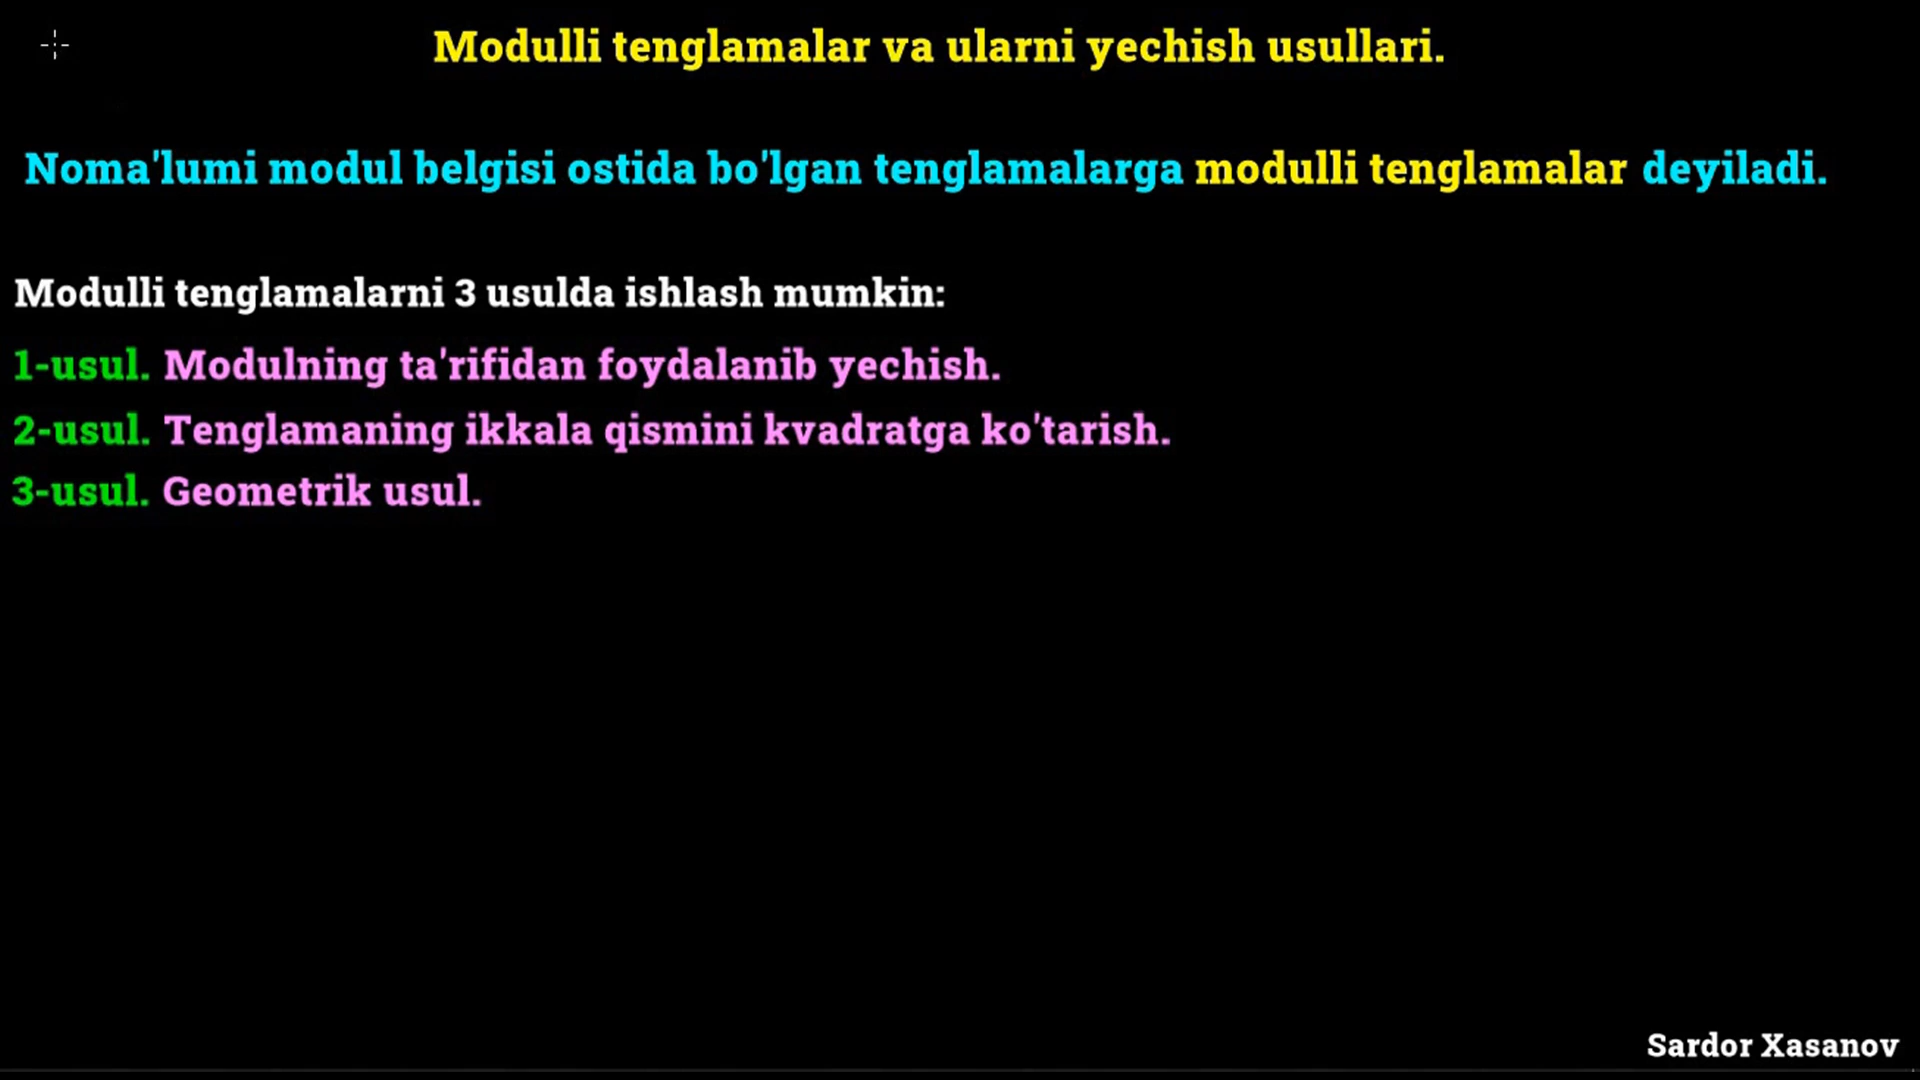 Modulli tenglamalar va ularni yechish usullari.
Noma'lumi modul belgisi ostida bo'lgan tenglamalarga modulli tenglamalar deyiladi.
Modulli tenglamalarni 3 usulda ishlash mumkin:
1-usul. Modulning ta'rifidan foydalanib yechish.
2-usul. Tenglamaning ikkala qismini kvadratga ko'tarish.
3-usul. Geometrik usul.
Sardor Xasanov